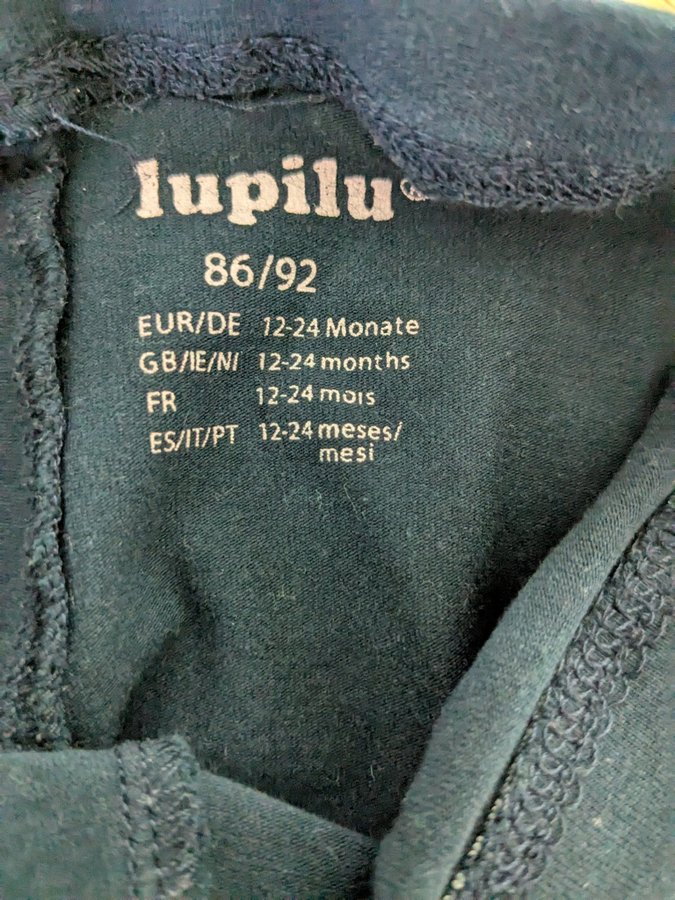 lupilu®
86/92
EUR/DE 12-24 Monate
GB/IE/NI 12-24 months
FR 12-24 mois
ES/IT/PT 12-24 meses/
mesi